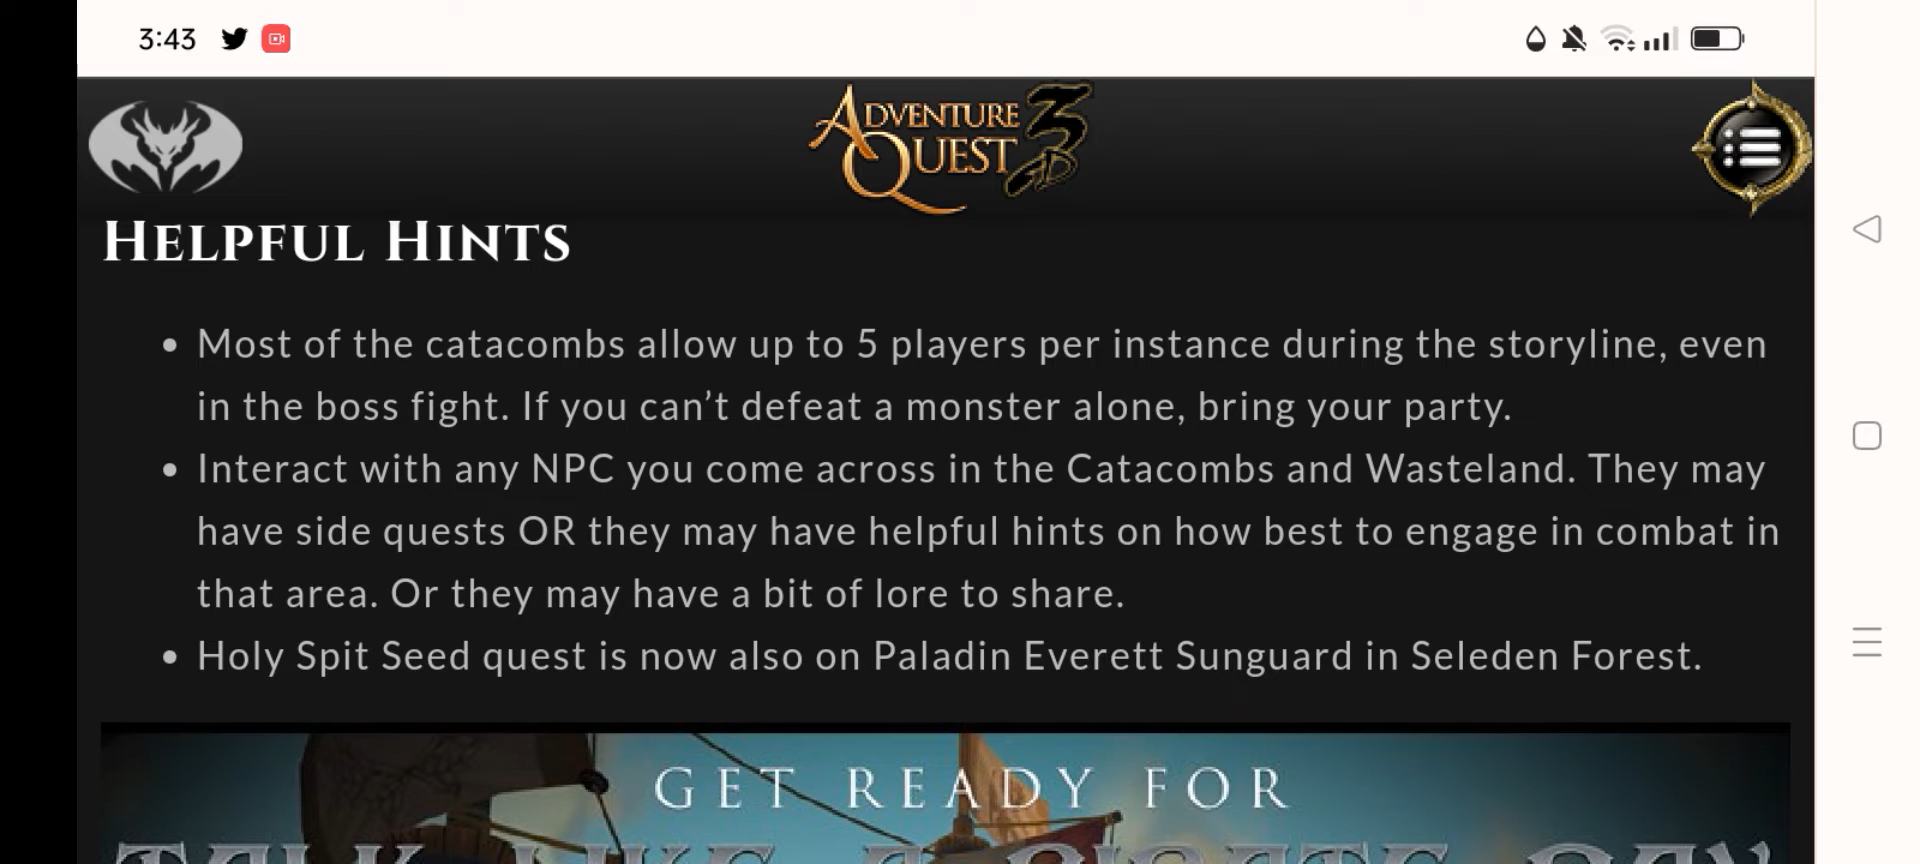 3:43
ADVENTURE
QUEST 3D
HELPFUL HINTS
• Most of the catacombs allow up to 5 players per instance during the storyline, even
in the boss fight. If you can’t defeat a monster alone, bring your party.
• Interact with any NPC you come across in the Catacombs and Wasteland. They may
have side quests OR they may have helpful hints on how best to engage in combat in
that area. Or they may have a bit of lore to share.
• Holy Spit Seed quest is now also on Paladin Everett Sunguard in Seleden Forest.
GET READY FOR
TALK LIKE A PIRATE DAY